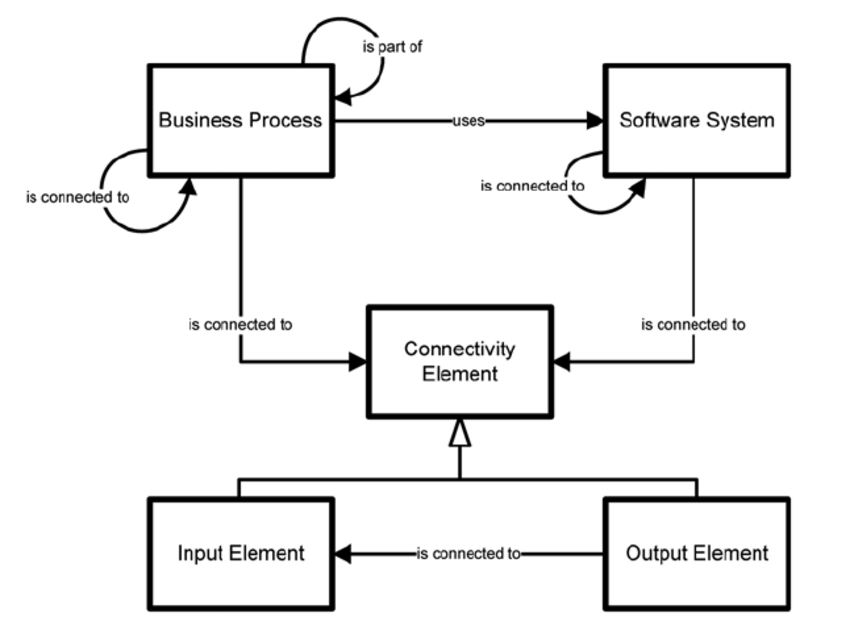 is part of
Business Process
uses
Software System
is connected to
is connected to
is connected to
is connected to
Connectivity
Element
Input Element
is connected to
Output Element